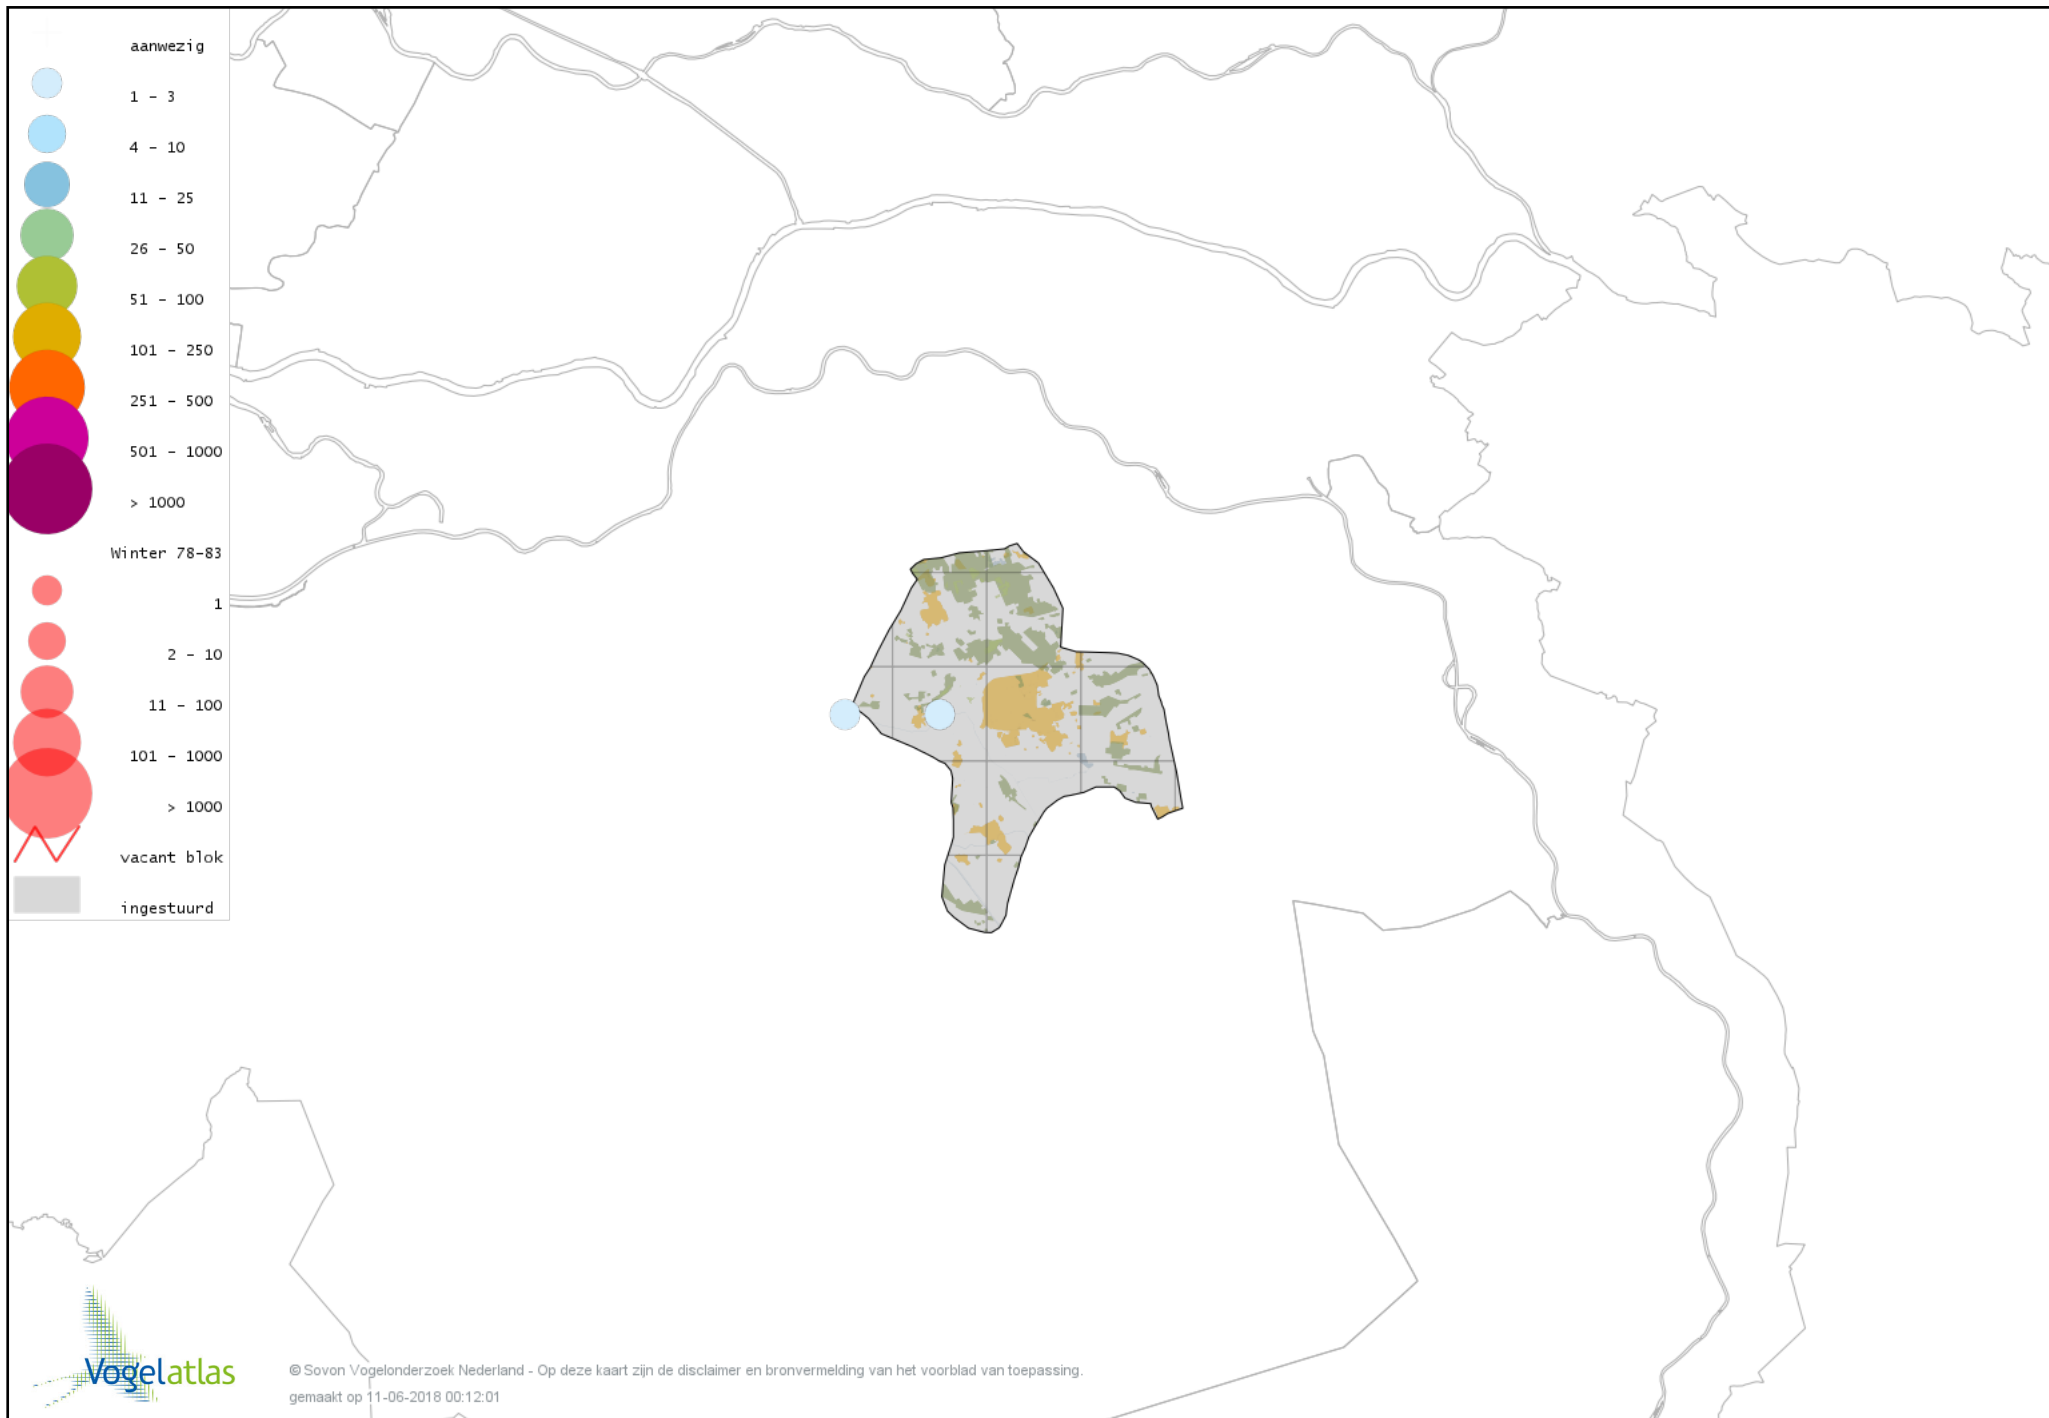 aanwezig
1 - 3
4 - 10
11 - 25
26 - 50
51 - 100
101 - 250
251 - 500
501 - 1000
> 1000
Winter 78-83
1
2 - 10
11 - 100
101 - 1000
> 1000
vacant blok
ingestuurd
Vogelatlas
© Sovon Vogelonderzoek Nederland - Op deze kaart zijn de disclaimer en bronvermelding van het voorblad van toepassing.
gemaakt op 11-06-2018 00:12:01